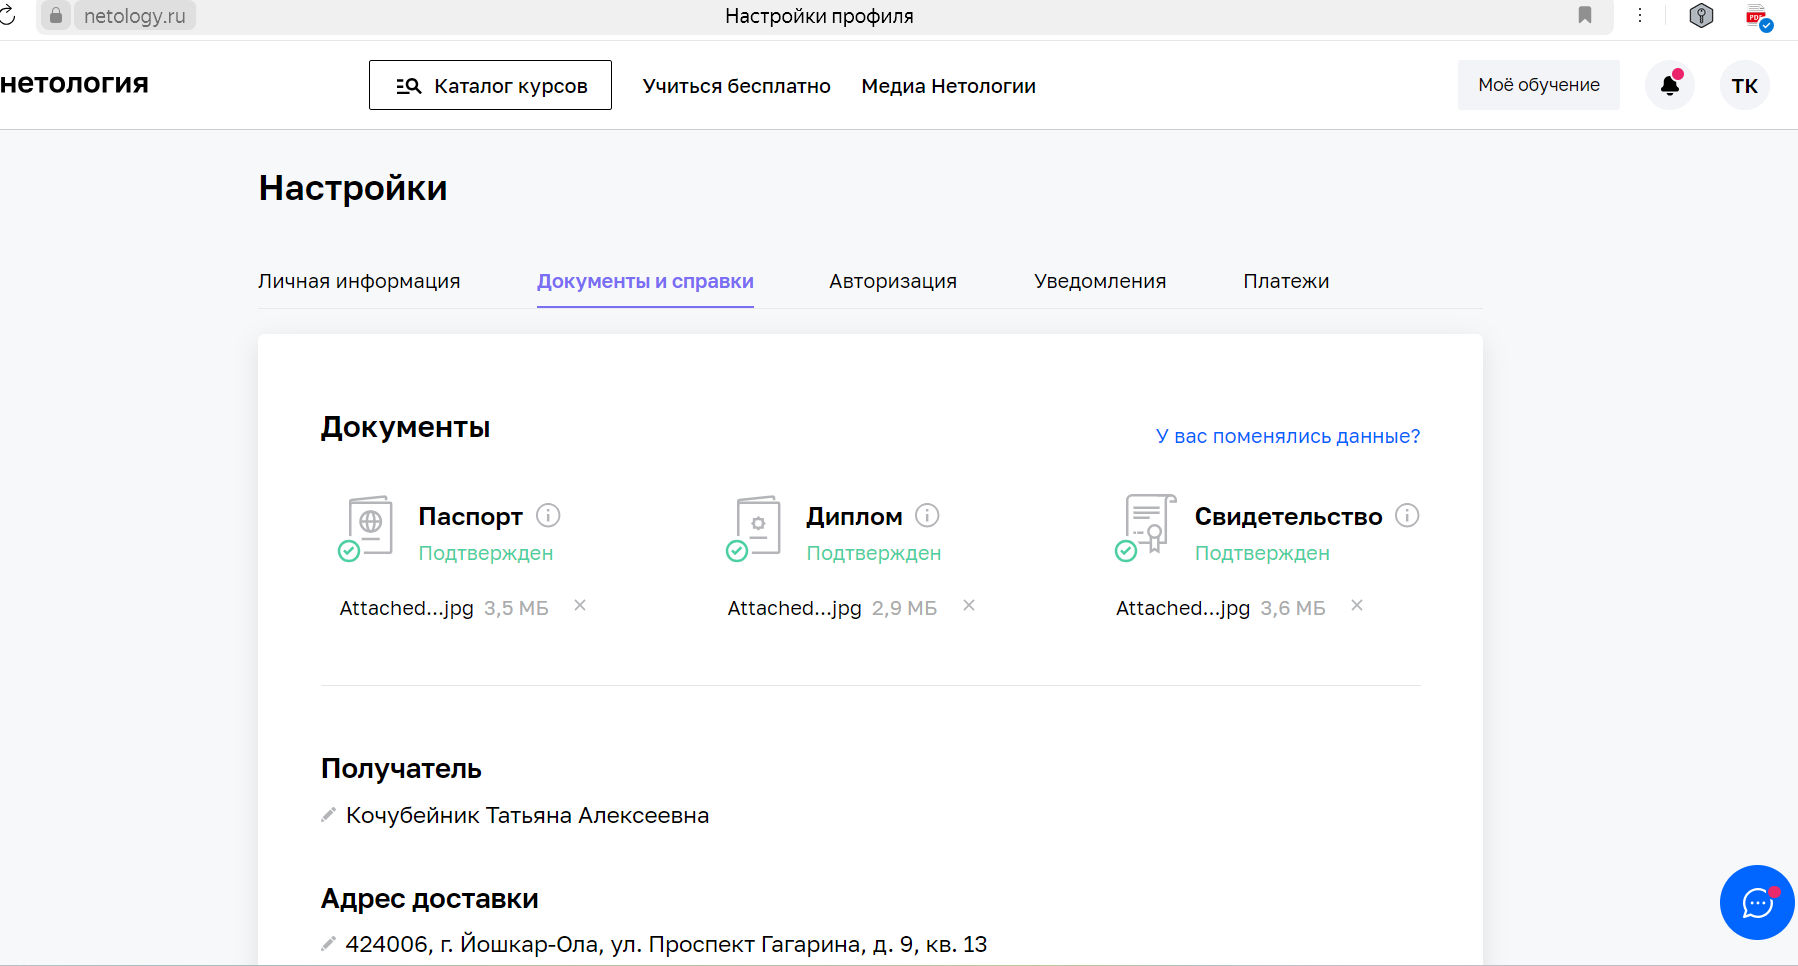 netology.ru
Настройки профиля
PDF
нетология
Каталог курсов
Учиться бесплатно
Медиа Нетологии
Моё обучение
ТК
Настройки
Личная информация
Документы и справки
Авторизация
Уведомления
Платежи
Документы
У вас поменялись данные?
Паспорт
Подтвержден
Attached...jpg 3,5 МБ
Диплом
Подтвержден
Attached...jpg 2,9 МБ
Свидетельство
Подтвержден
Attached...jpg 3,6 МБ
Получатель
Кочубейник Татьяна Алексеевна
Адрес доставки
424006, г. Йошкар-Ола, ул. Проспект Гагарина, д. 9, кв. 13